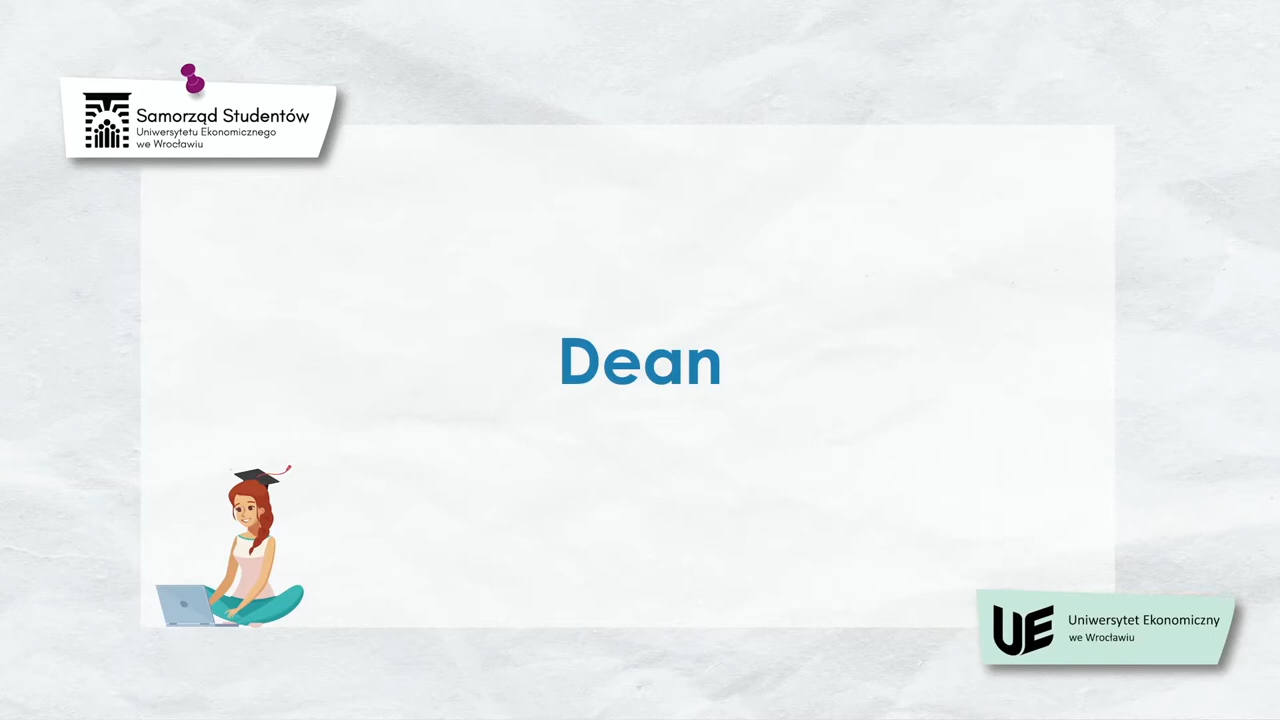 Samorząd Studentów
Uniwersytetu Ekonomicznego
we Wrocławiu
Dean
UE Uniwersytet Ekonomiczny
we Wrocławiu